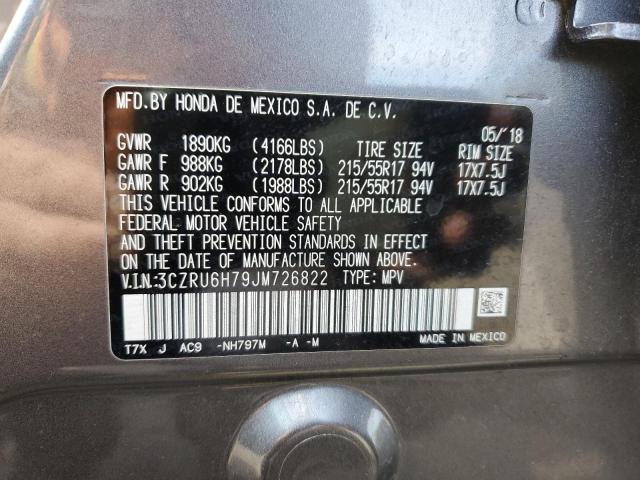 MFD.BY HONDA DE MEXICO S.A. DE C.V.
05/'18
GVWR 1890KG (4166LBS) TIRE SIZE RIM SIZE
GAWR F 988KG (2178LBS) 215/55R17 94V 17X7.5J
GAWR R 902KG (1988LBS) 215/55R17 94V 17X7.5J
THIS VEHICLE CONFORMS TO ALL APPLICABLE
FEDERAL MOTOR VEHICLE SAFETY
AND THEFT PREVENTION STANDARDS IN EFFECT
ON THE DATE OF MANUFACTURE SHOWN ABOVE.
V.I.N.:3CZRU6H79JM726822 TYPE: MPV
T7X J AC9 -NH797M -A -M MADE IN MEXICO